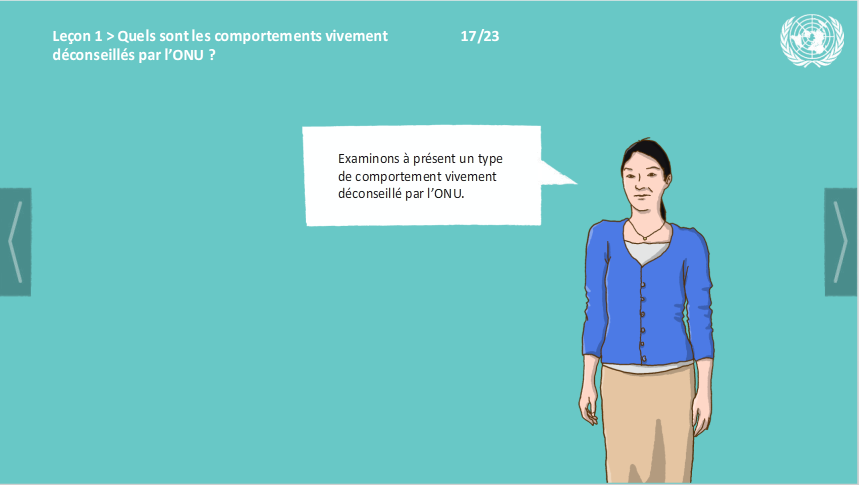 Leçon 1 > Quels sont les comportements vivement
déconseillés par l’ONU ?
17/23
Examinons à présent un type
de comportement vivement
déconseillé par l’ONU.